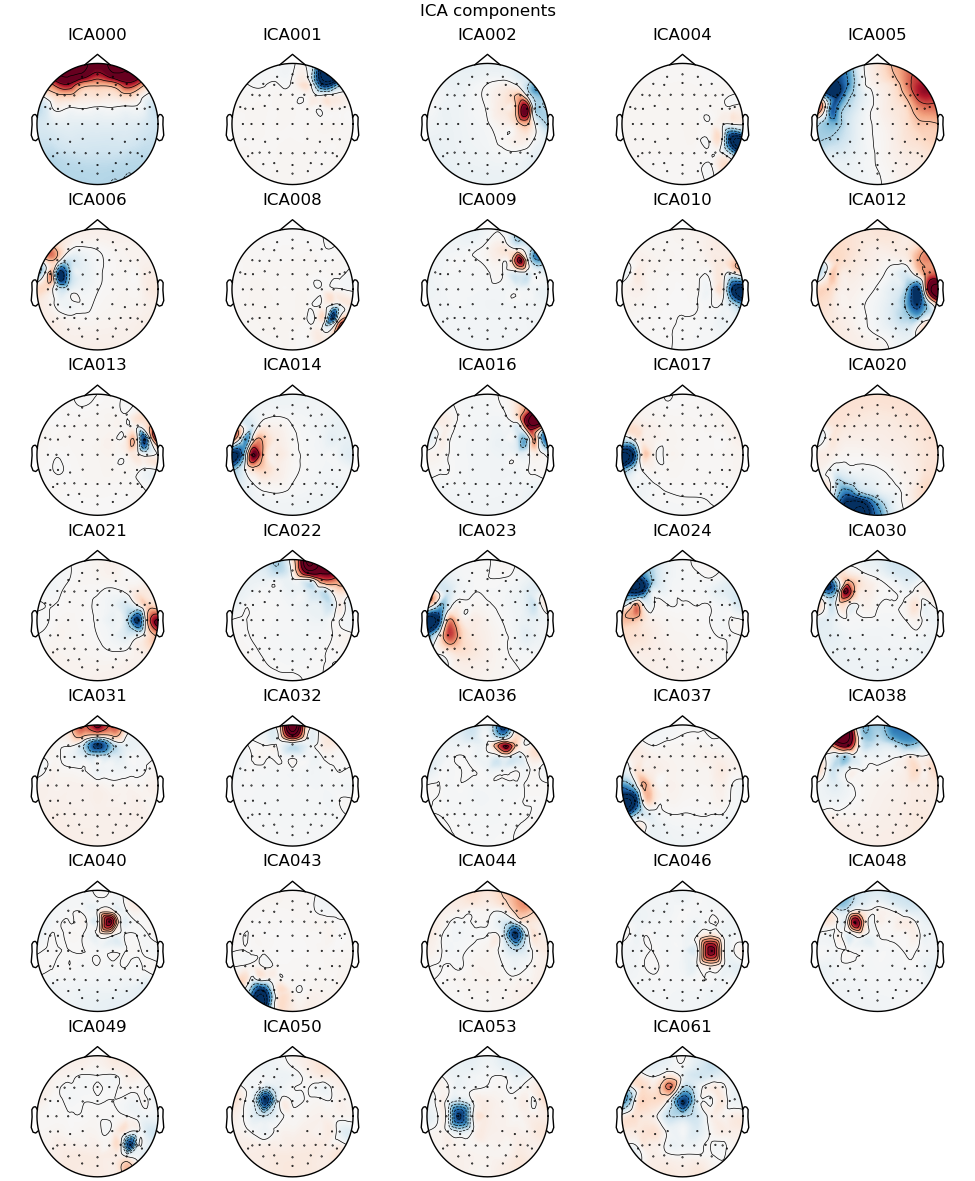 ICA components
ICA000 ICA001 ICA002 ICA004 ICA005
ICA006 ICA008 ICA009 ICA010 ICA012
ICA013 ICA014 ICA016 ICA017 ICA020
ICA021 ICA022 ICA023 ICA024 ICA030
ICA031 ICA032 ICA036 ICA037 ICA038
ICA040 ICA043 ICA044 ICA046 ICA048
ICA049 ICA050 ICA053 ICA061